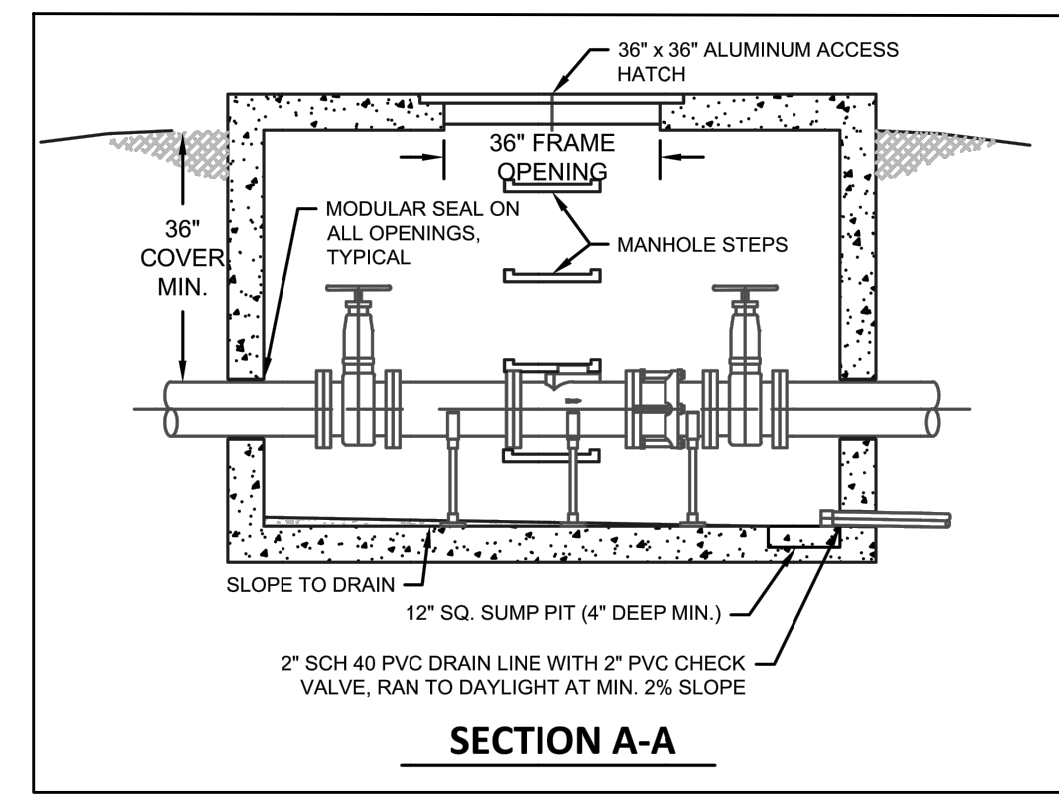 36" x 36" ALUMINUM ACCESS
HATCH
36" FRAME
OPENING
MODULAR SEAL ON
ALL OPENINGS,
TYPICAL
36"
COVER
MIN.
MANHOLE STEPS
SLOPE TO DRAIN
12" SQ. SUMP PIT (4" DEEP MIN.)
2" SCH 40 PVC DRAIN LINE WITH 2" PVC CHECK
VALVE, RAN TO DAYLIGHT AT MIN. 2% SLOPE
SECTION A-A